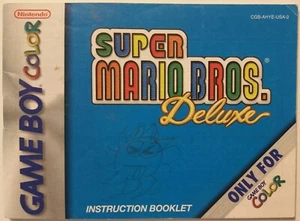 Nintendo
GAME BOY COLOR
CGB-AHYE-USA-2
SUPER
MARIO BROS.®
Deluxe
INSTRUCTION BOOKLET
ONLY FOR
GAME BOY
COLOR